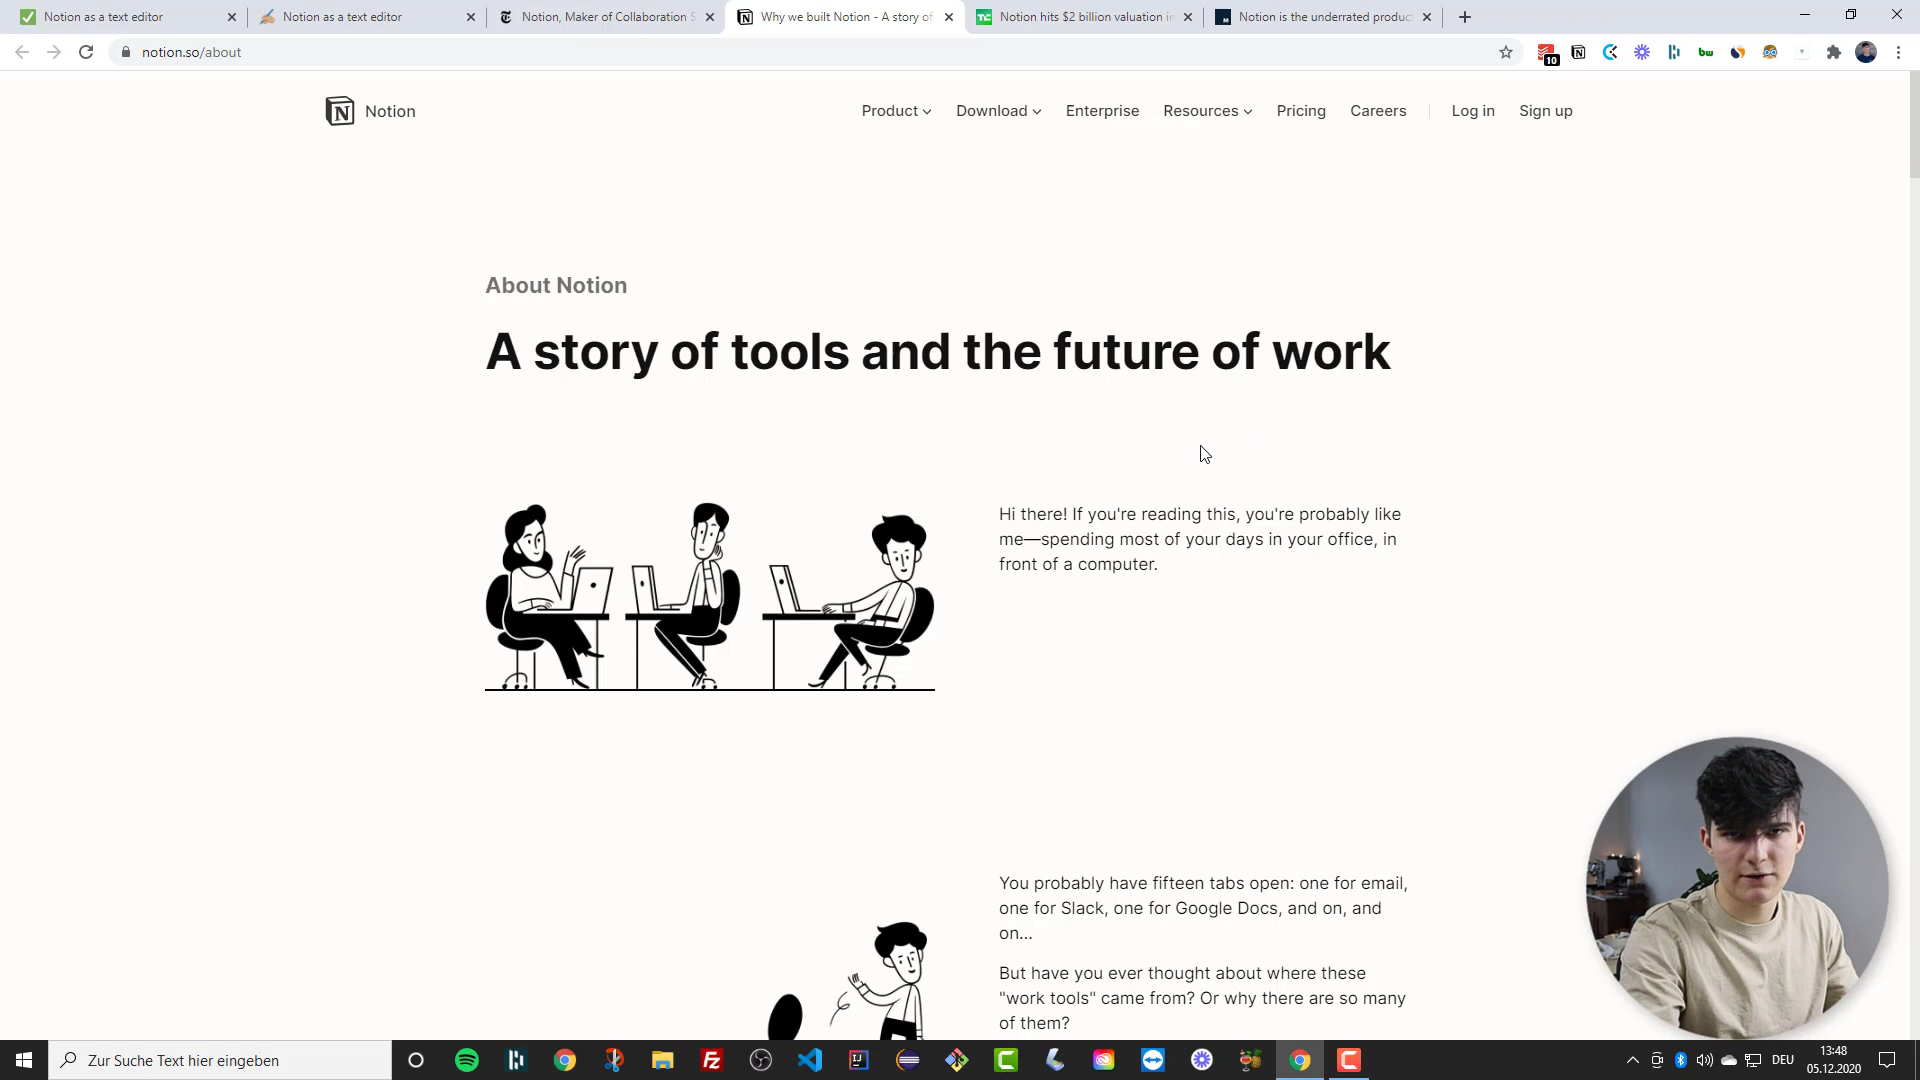 Notion as a text editor
Notion as a text editor
Notion, Maker of Collaboration S
Why we built Notion - A story of
Notion hits $2 billion valuation in
Notion is the underrated produc
notion.so/about
10
bw
Notion
Product
Download
Enterprise
Resources
Pricing
Careers
Log in
Sign up
About Notion
A story of tools and the future of work
Hi there! If you're reading this, you're probably like
me—spending most of your days in your office, in
front of a computer.
You probably have fifteen tabs open: one for email,
one for Slack, one for Google Docs, and on, and
on...
But have you ever thought about where these
"work tools" came from? Or why there are so many
of them?
Zur Suche Text hier eingeben
DEU
13:48
05.12.2020